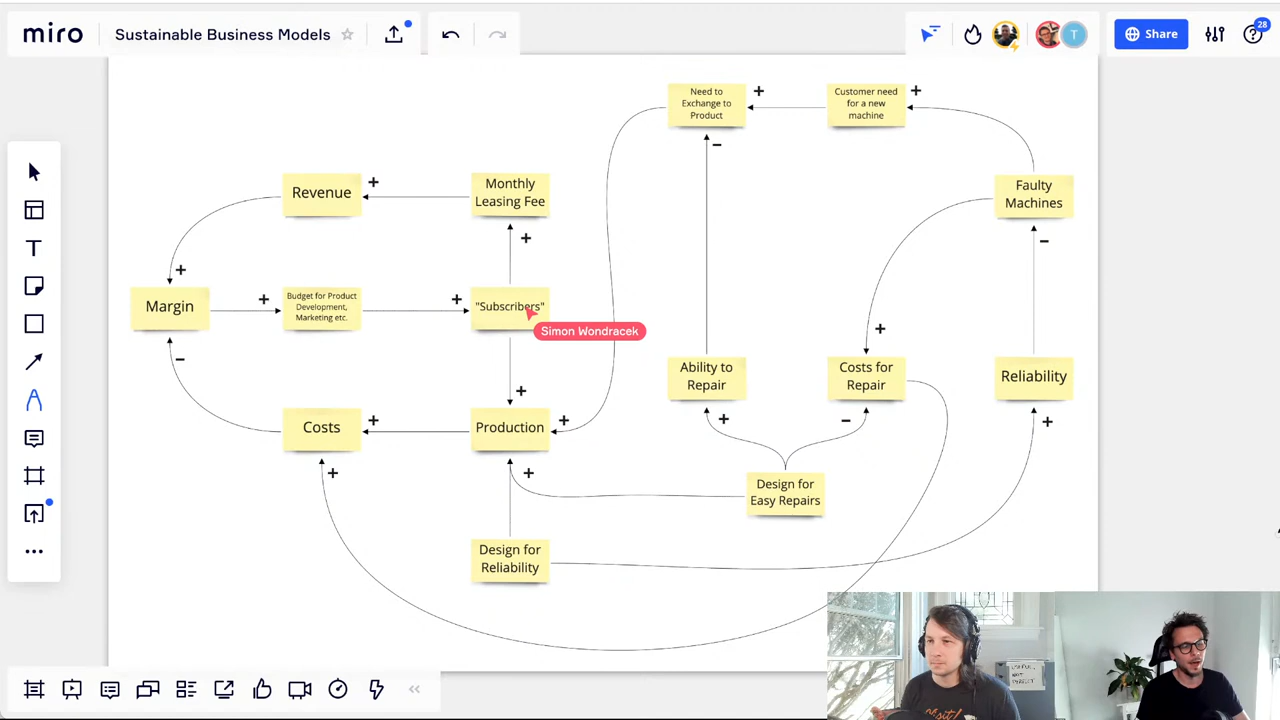 miro
Sustainable Business Models
Share
28
T
Need to
Exchange to
Product
+
Customer need
for a new
machine
+
−
Revenue
+
Monthly
Leasing Fee
Faulty
Machines
+
−
+
Margin
+
Budget for Product
Development,
Marketing etc.
+
"Subscribers"
Simon Wondracek
+
−
Ability to
Repair
Costs for
Repair
Reliability
+
Costs
+
Production
+
+
−
+
+
+
Design for
Easy Repairs
Design for
Reliability